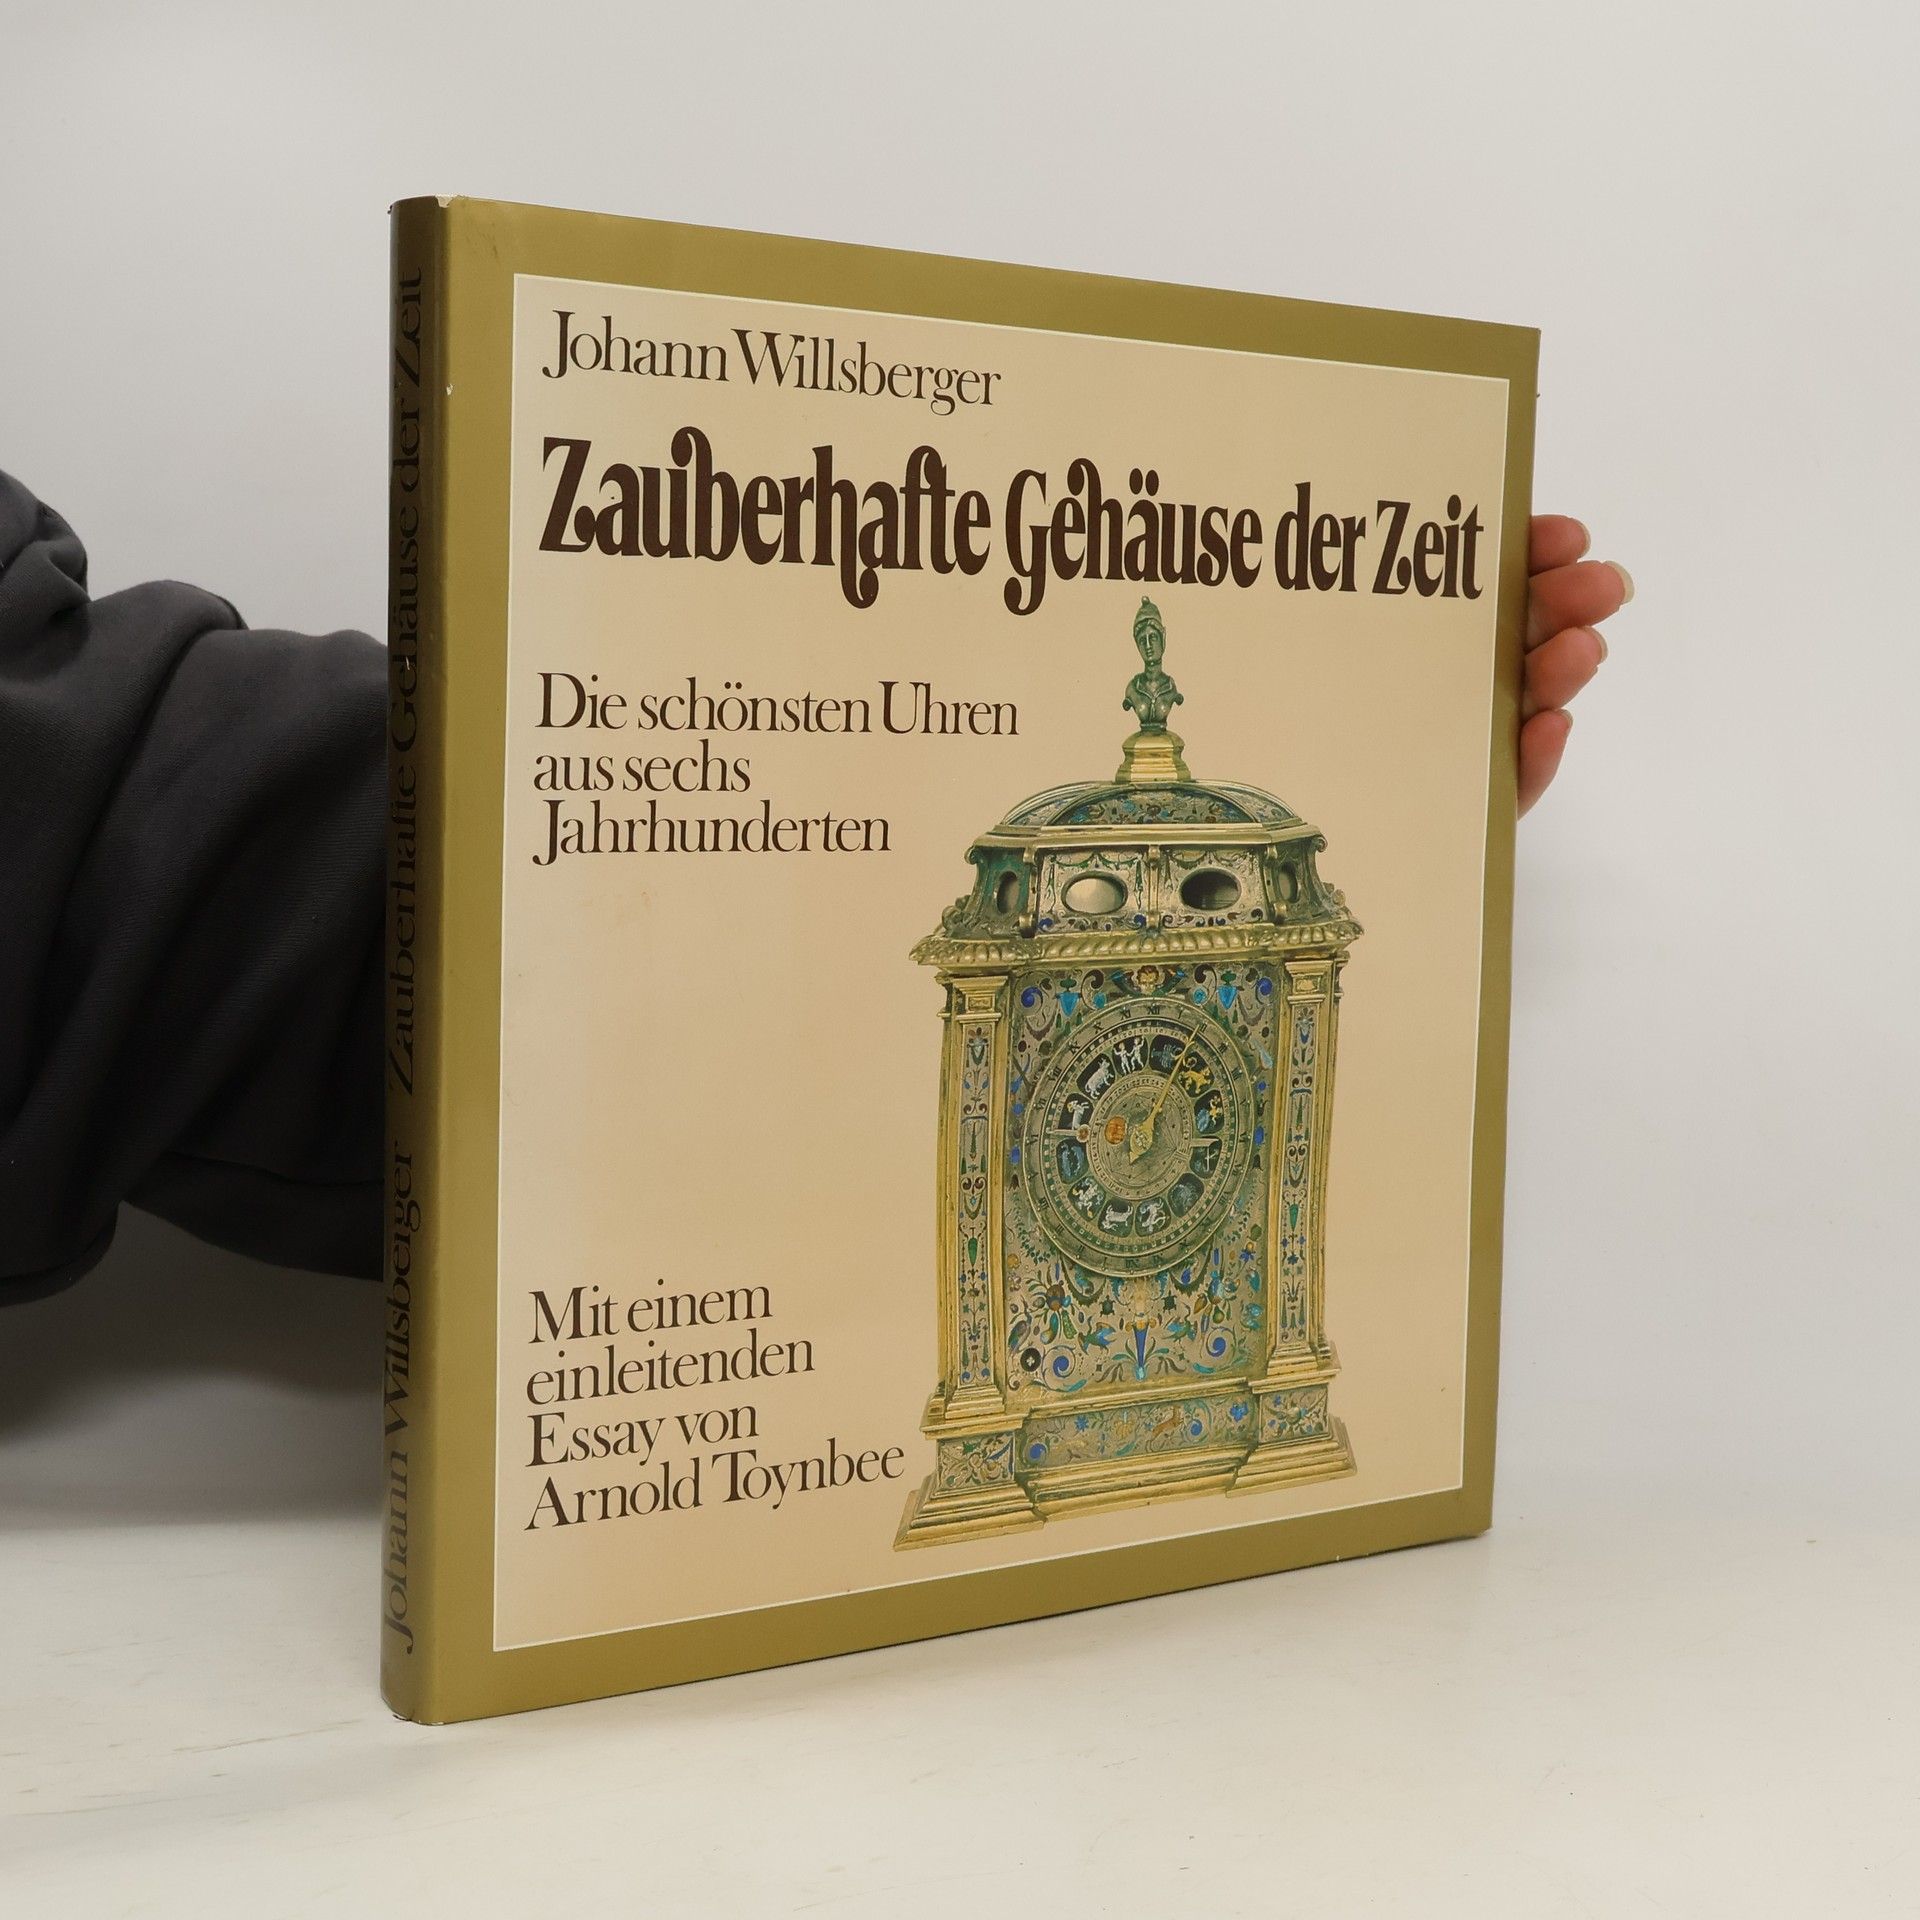 Johann Willsberger
Zauberhafte Gehäuse der Zeit
Die schönsten Uhren
aus sechs
Jahrhunderten
Mit einem
einleitenden
Essay von
Arnold Toynbee
Johann Willsberger Zauberhafte Gehäuse der Zeit